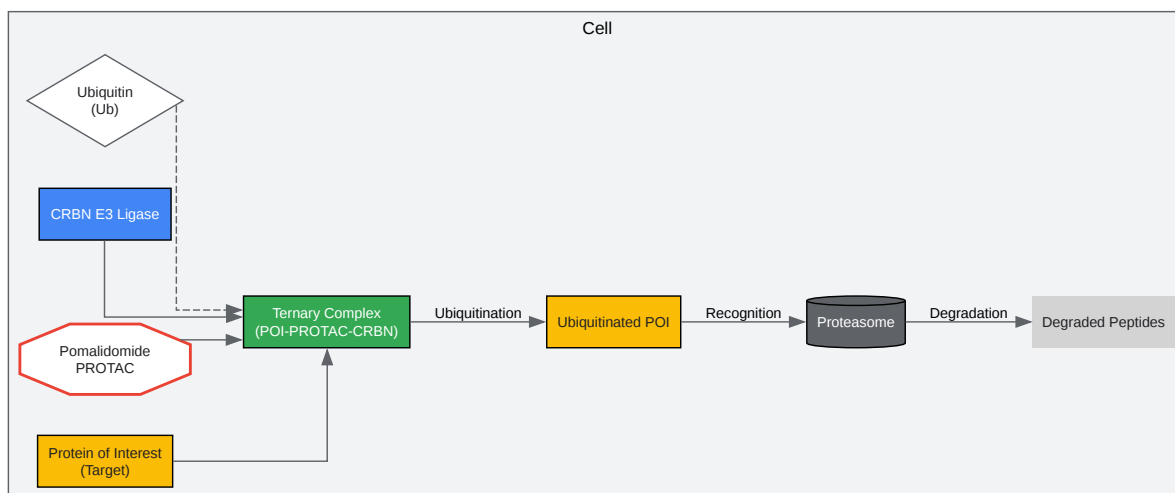 Cell
Ubiquitin
(Ub)
CRBN E3 Ligase
Pomalidomide
PROTAC
Protein of Interest
(Target)
Ternary Complex
(POI-PROTAC-CRBN)
Ubiquitination
Ubiquitinated POI
Recognition
Proteasome
Degradation
Degraded Peptides